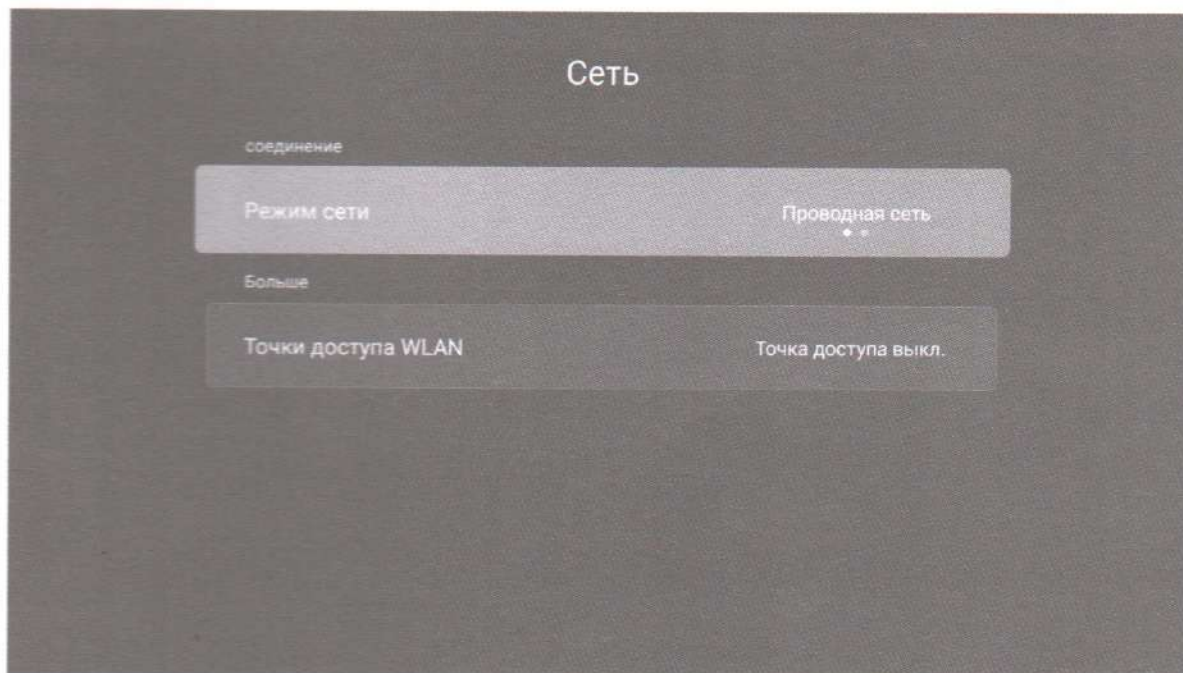 Сеть
соединение
Режим сети Проводная сеть
Больше
Точки доступа WLAN Точка доступа выкл.